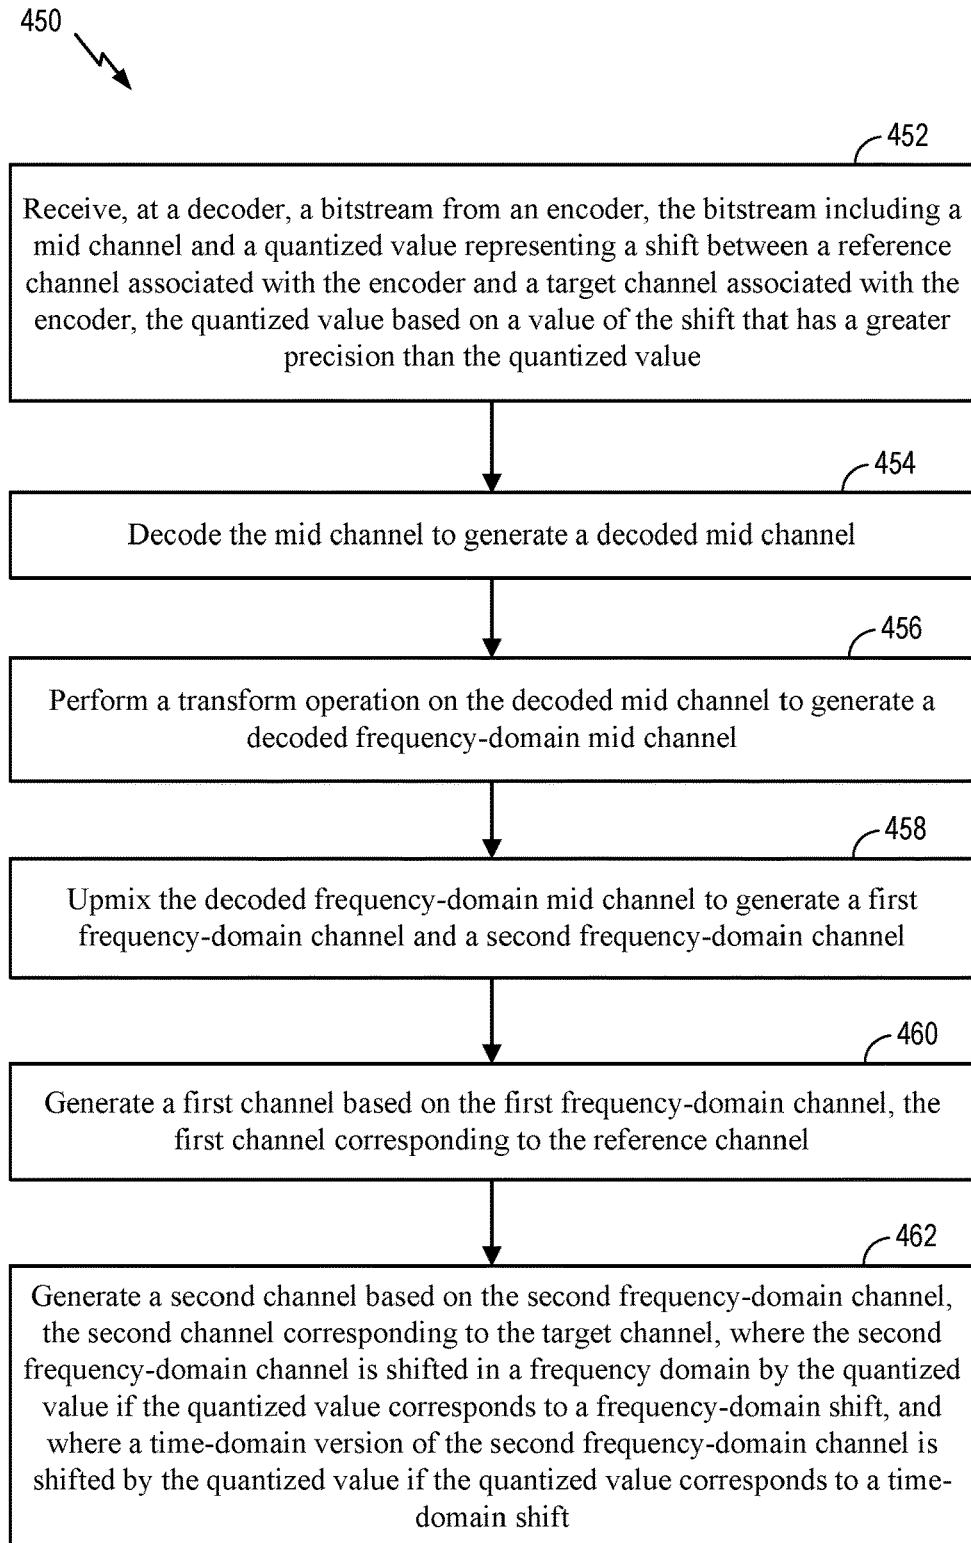 450
452
Receive, at a decoder, a bitstream from an encoder, the bitstream including a
mid channel and a quantized value representing a shift between a reference
channel associated with the encoder and a target channel associated with the
encoder, the quantized value based on a value of the shift that has a greater
precision than the quantized value
454
Decode the mid channel to generate a decoded mid channel
456
Perform a transform operation on the decoded mid channel to generate a
decoded frequency-domain mid channel
458
Upmix the decoded frequency-domain mid channel to generate a first
frequency-domain channel and a second frequency-domain channel
460
Generate a first channel based on the first frequency-domain channel, the
first channel corresponding to the reference channel
462
Generate a second channel based on the second frequency-domain channel,
the second channel corresponding to the target channel, where the second
frequency-domain channel is shifted in a frequency domain by the quantized
value if the quantized value corresponds to a frequency-domain shift, and
where a time-domain version of the second frequency-domain channel is
shifted by the quantized value if the quantized value corresponds to a time-
domain shift